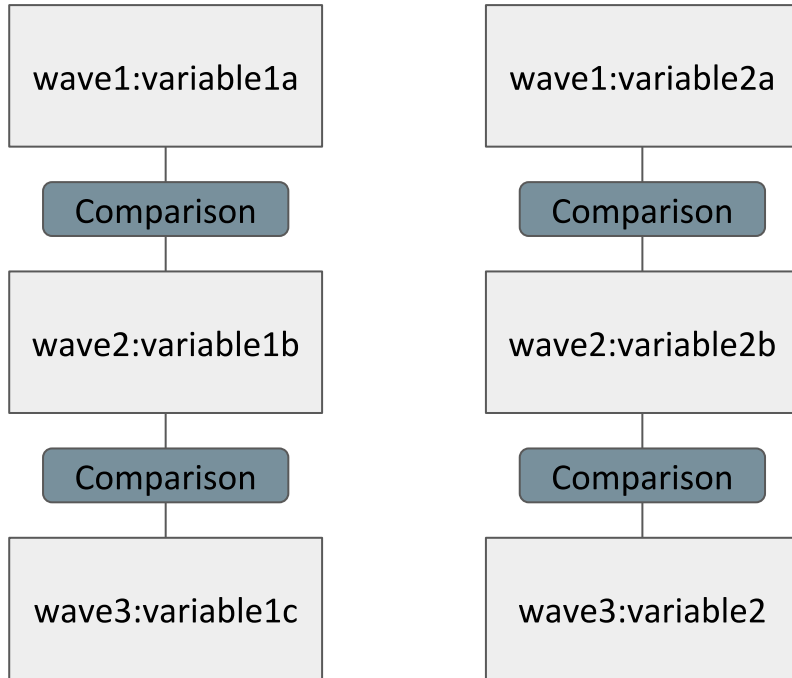 wave1:variable1a
Comparison
wave2:variable1b
Comparison
wave3:variable1c
wave1:variable2a
Comparison
wave2:variable2b
Comparison
wave3:variable2